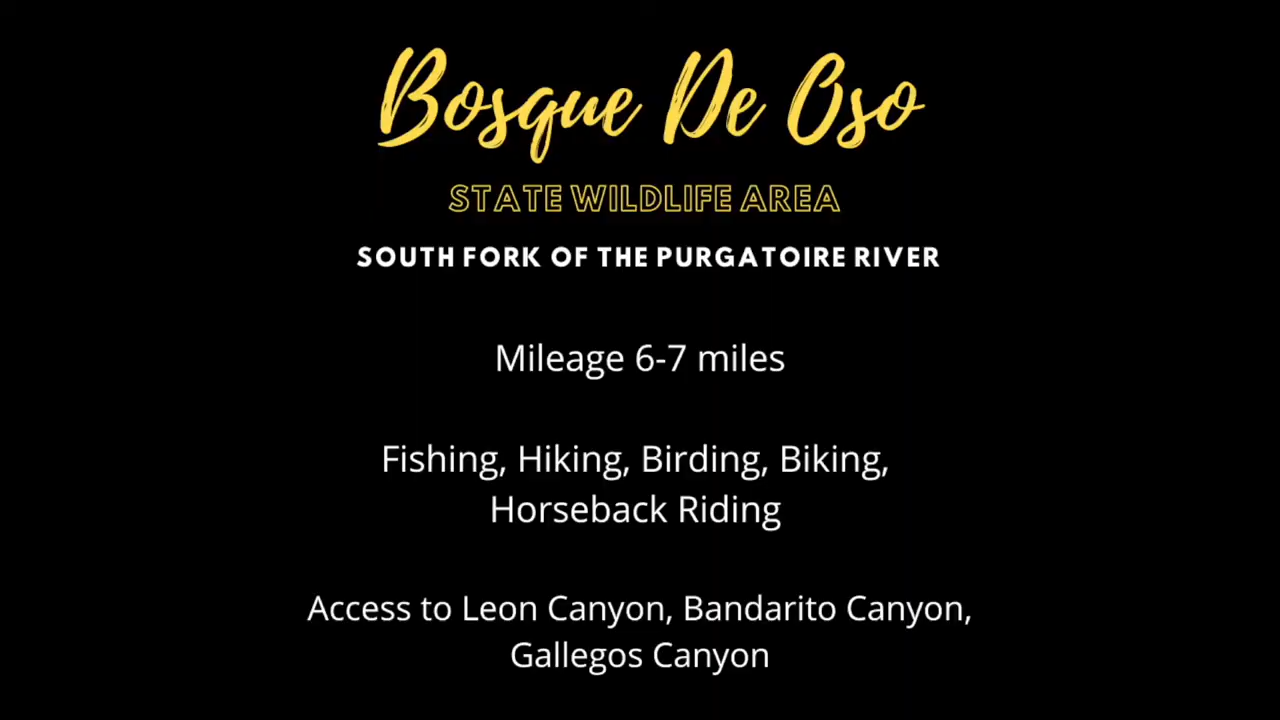 Bosque De Oso
STATE WILDLIFE AREA
SOUTH FORK OF THE PURGATOIRE RIVER
Mileage 6-7 miles
Fishing, Hiking, Birding, Biking,
Horseback Riding
Access to Leon Canyon, Bandarito Canyon,
Gallegos Canyon